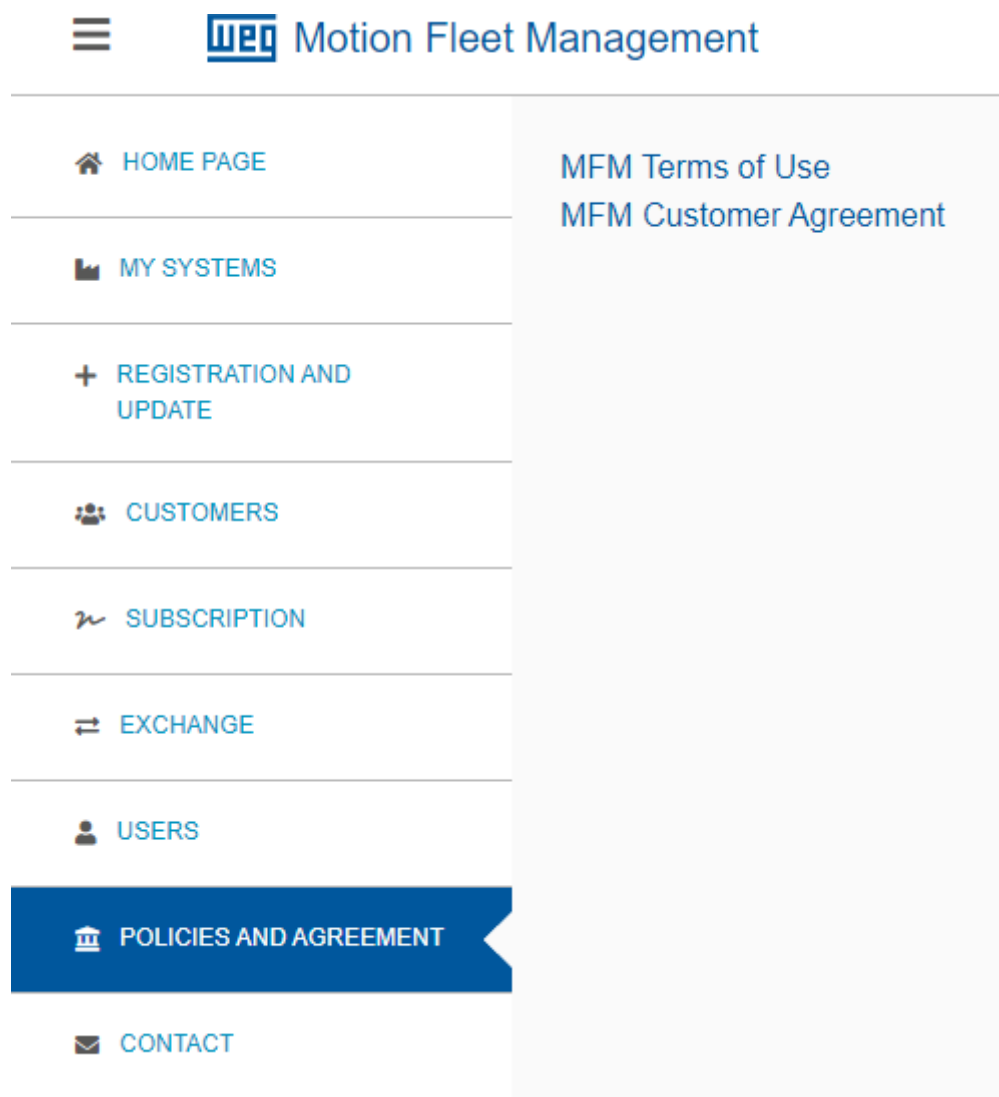 weg Motion Fleet Management
HOME PAGE
MY SYSTEMS
REGISTRATION AND
UPDATE
CUSTOMERS
SUBSCRIPTION
EXCHANGE
USERS
POLICIES AND AGREEMENT
CONTACT
MFM Terms of Use
MFM Customer Agreement